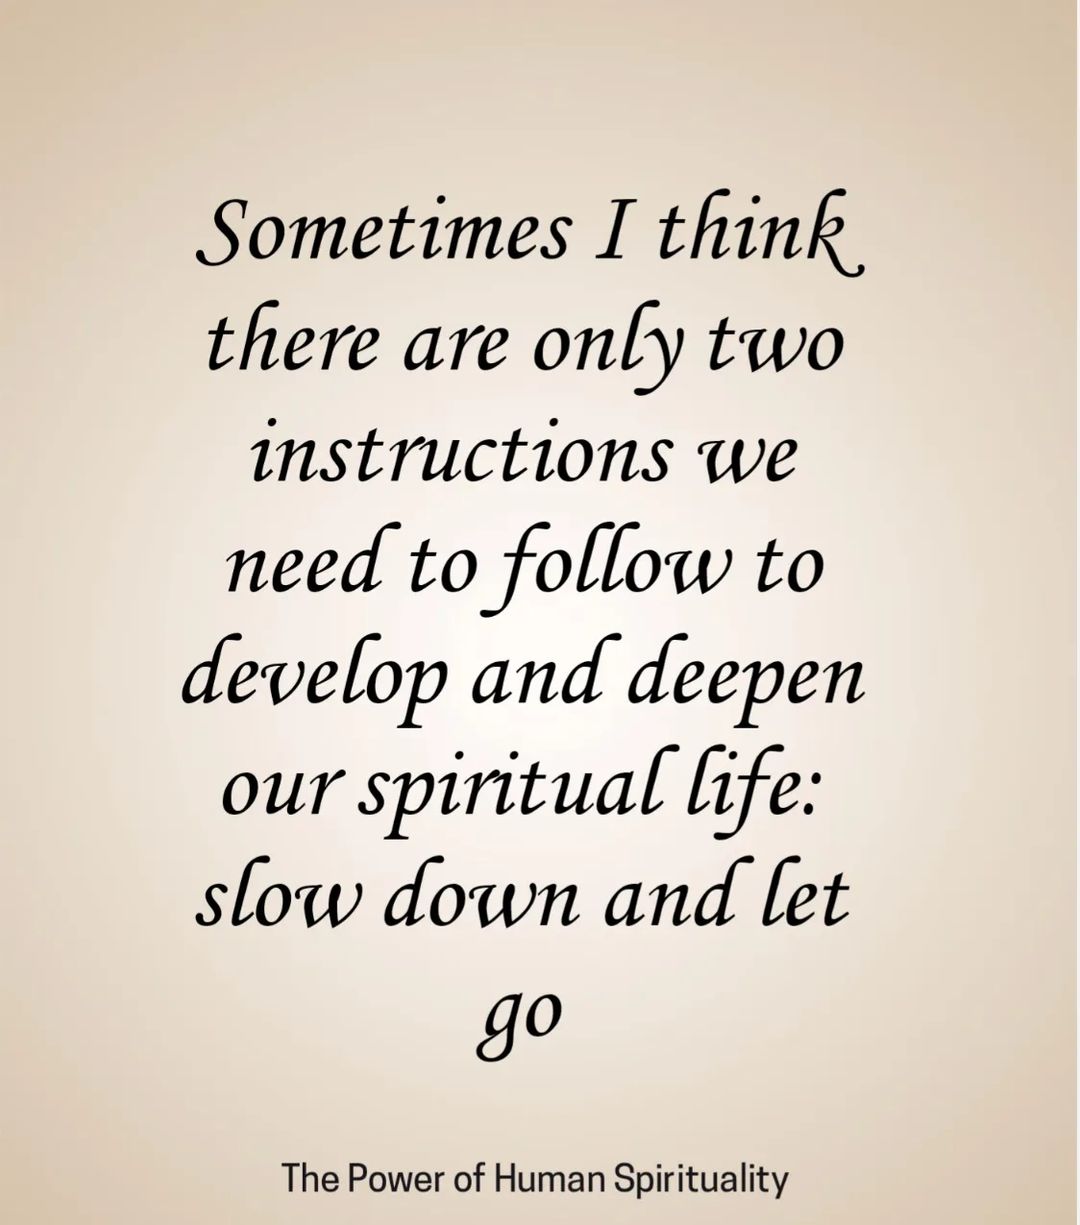 Sometimes I think
there are only two
instructions we
need to follow to
develop and deepen
our spiritual life:
slow down and let
go
The Power of Human Spirituality